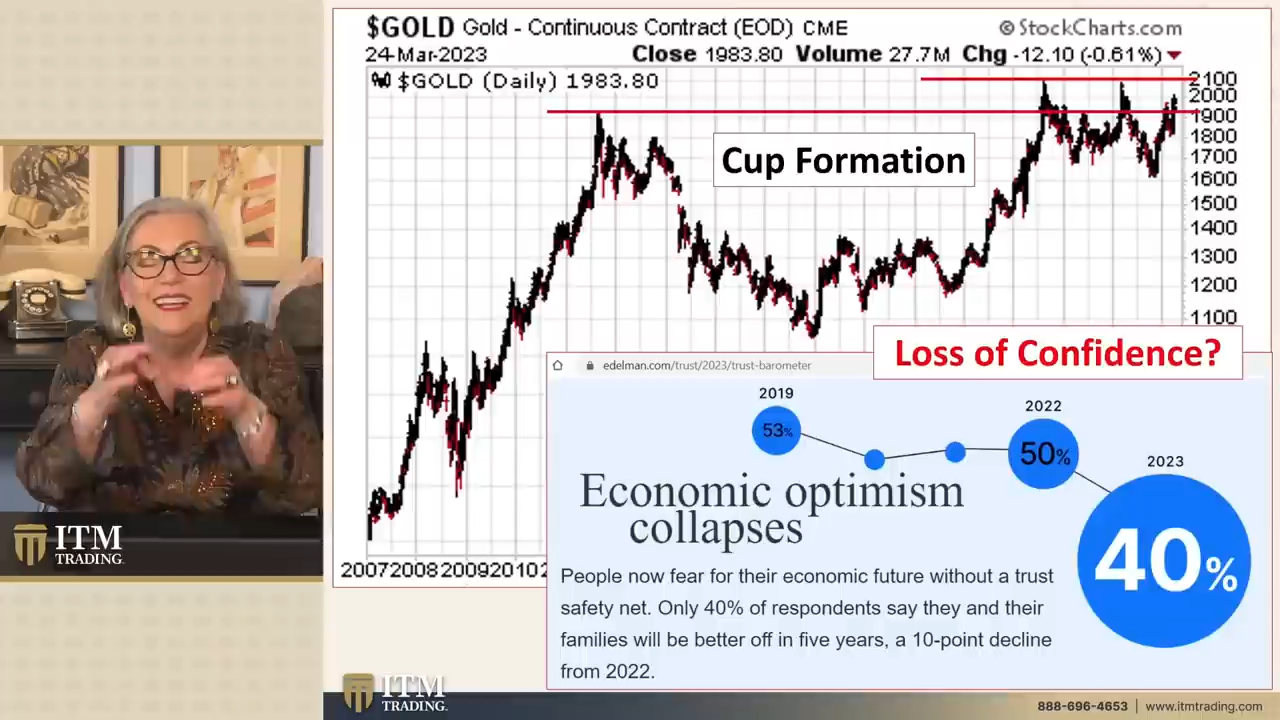 $GOLD Gold - Continuous Contract (EOD) CME
© StockCharts.com
24-Mar-2023
Close 1983.80 Volume 27.7M Chg -12.10 (-0.61%)
$GOLD (Daily) 1983.80
2100
2000
1900
1800
1700
1600
1500
1400
1300
1200
1100
Cup Formation
Loss of Confidence?
edelman.com/trust/2023/trust-barometer
2019
53%
2022
50%
2023
40%
Economic optimism
collapses
People now fear for their economic future without a trust
safety net. Only 40% of respondents say they and their
families will be better off in five years, a 10-point decline
from 2022.
2007 2008 2009 2010 2
ITM
TRADING
ITM
TRADING
888-696-4653 | www.itmtrading.com